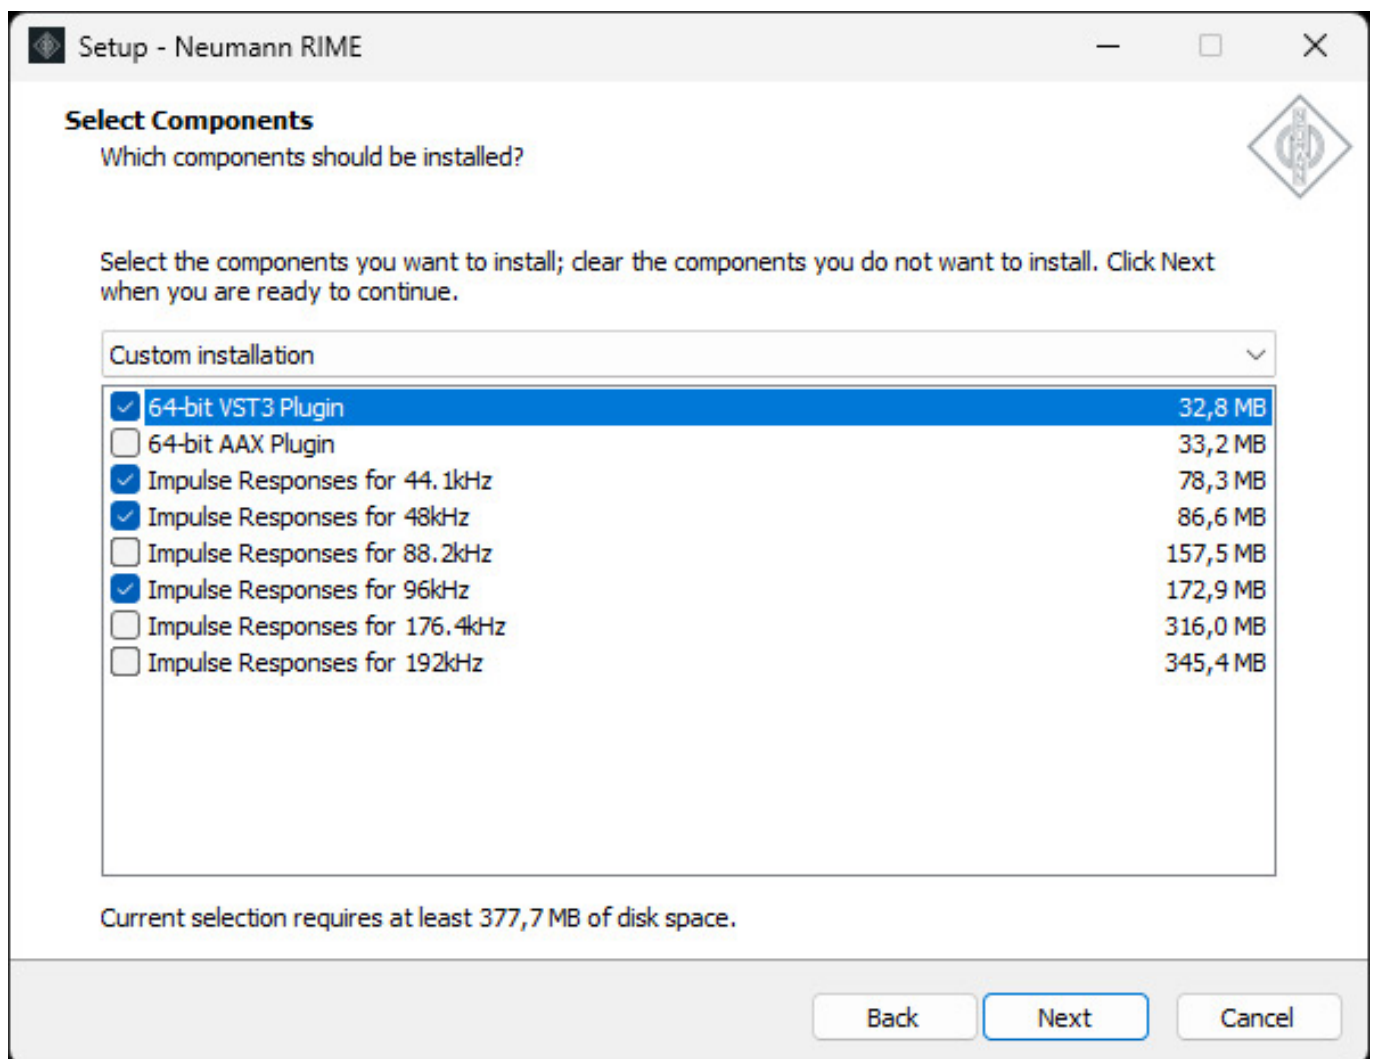 Setup - Neumann RIME
Select Components
Which components should be installed?
NEUMANN
Select the components you want to install; clear the components you do not want to install. Click Next
when you are ready to continue.
Custom installation
64-bit VST3 Plugin 32,8 MB
64-bit AAX Plugin 33,2 MB
Impulse Responses for 44.1kHz 78,3 MB
Impulse Responses for 48kHz 86,6 MB
Impulse Responses for 88.2kHz 157,5 MB
Impulse Responses for 96kHz 172,9 MB
Impulse Responses for 176.4kHz 316,0 MB
Impulse Responses for 192kHz 345,4 MB
Current selection requires at least 377,7 MB of disk space.
Back Next Cancel